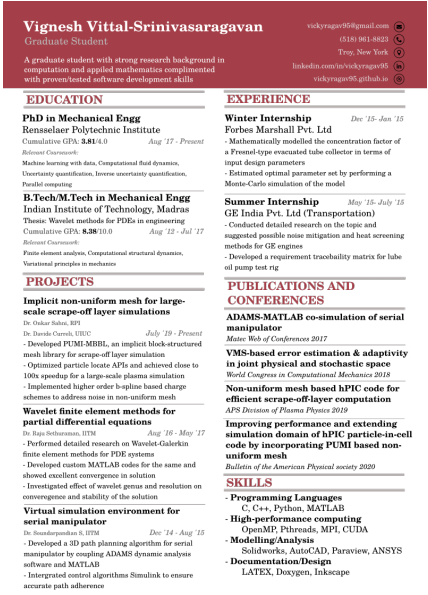 Vignesh Vittal-Srinivasaragavan
Graduate Student
A graduate student with strong research background in
computation and appiled mathematics complimented
with proven/tested software development skills
vickyragav95@gmail.com
(518) 961-8823
Troy, New York
linkedin.com/in/vickyragav95
vickyragav95.github.io
EDUCATION
PhD in Mechanical Engg
Rensselaer Polytechnic Institute
Cumulative GPA: 3.81/4.0 Aug '17 - Present
Relevant Coursework:
Machine learning with data, Computational fluid dynamics,
Uncertainty quantification, Inverse uncertainty quantification,
Parallel computing
B.Tech/M.Tech in Mechanical Engg
Indian Institute of Technology, Madras
Thesis: Wavelet methods for PDEs in engineering
Cumulative GPA: 8.38/10.0 Aug '12 - Jul '17
Relevant Coursework:
Finite element analysis, Computational structural dynamics,
Variational principles in mechanics
PROJECTS
Implicit non-uniform mesh for large-
scale scrape-off layer simulations
Dr. Onkar Sahni, RPI
Dr. Davide Curreli, UIUC July '19 - Present
- Developed PUMI-MBBL, an implicit block-structured
mesh library for scrape-off layer simulations
- Optimized particle locate APIs and achieved close to
100x speedup for a large-scale plasma simulation
- Implemented higher order b-spline based charge
schemes to address noise in non-uniform mesh
Wavelet finite element methods for
partial differential equations
Dr. Raju Sethuraman, IITM Aug '16 - May '17
- Performed detailed research on Wavelet-Galerkin
finite element methods for PDE systems
- Developed custom MATLAB codes for the same and
showed excellent convergence in solution
- Investigated effect of wavelet genus and resolution on
convergence and stability of the solution
Virtual simulation environment for
serial manipulator
Dr. Soundarpandian S, IITM Dec '14 - Aug '15
- Developed a 3D path planning algorithm for serial
manipulator by coupling ADAMS dynamic analysis
software and MATLAB
- Intergrated control algorithms Simulink to ensure
accurate path adherence
EXPERIENCE
Winter Internship Dec '15- Jan '15
Forbes Marshall Pvt. Ltd
- Mathematically modelled the concentration factor of
a Fresnel-type evacuated tube collector in terms of
input design parameters
- Estimated optimal parameter set by performing a
Monte-Carlo simulation of the model
Summer Internship May '15- July '15
GE India Pvt. Ltd (Transportation)
- Conducted detailed research on the topic and
suggested possible noise mitigation and heat screening
methods for GE engines
- Developed a requirement tracebaility matrix for lube
oil pump test rig
PUBLICATIONS AND
CONFERENCES
ADAMS-MATLAB co-simulation of serial
manipulator
Matec Web of Conferences 2017
VMS-based error estimation & adaptivity
in joint physical and stochastic space
World Congress in Computational Mechanics 2018
Non-uniform mesh based hPIC code for
efficient scrape-off-layer computation
APS Division of Plasma Physics 2019
Improving performance and extending
simulation domain of hPIC particle-in-cell
code by incorporating PUMI based non-
uniform mesh
Bulletin of the American Physical society 2020
SKILLS
- Programming Languages
C, C++, Python, MATLAB
- High-performance computing
OpenMP, Pthreads, MPI, CUDA
- Modelling/Analysis
Solidworks, AutoCAD, Paraview, ANSYS
- Documentation/Design
LATEX, Doxygen, Inkscape